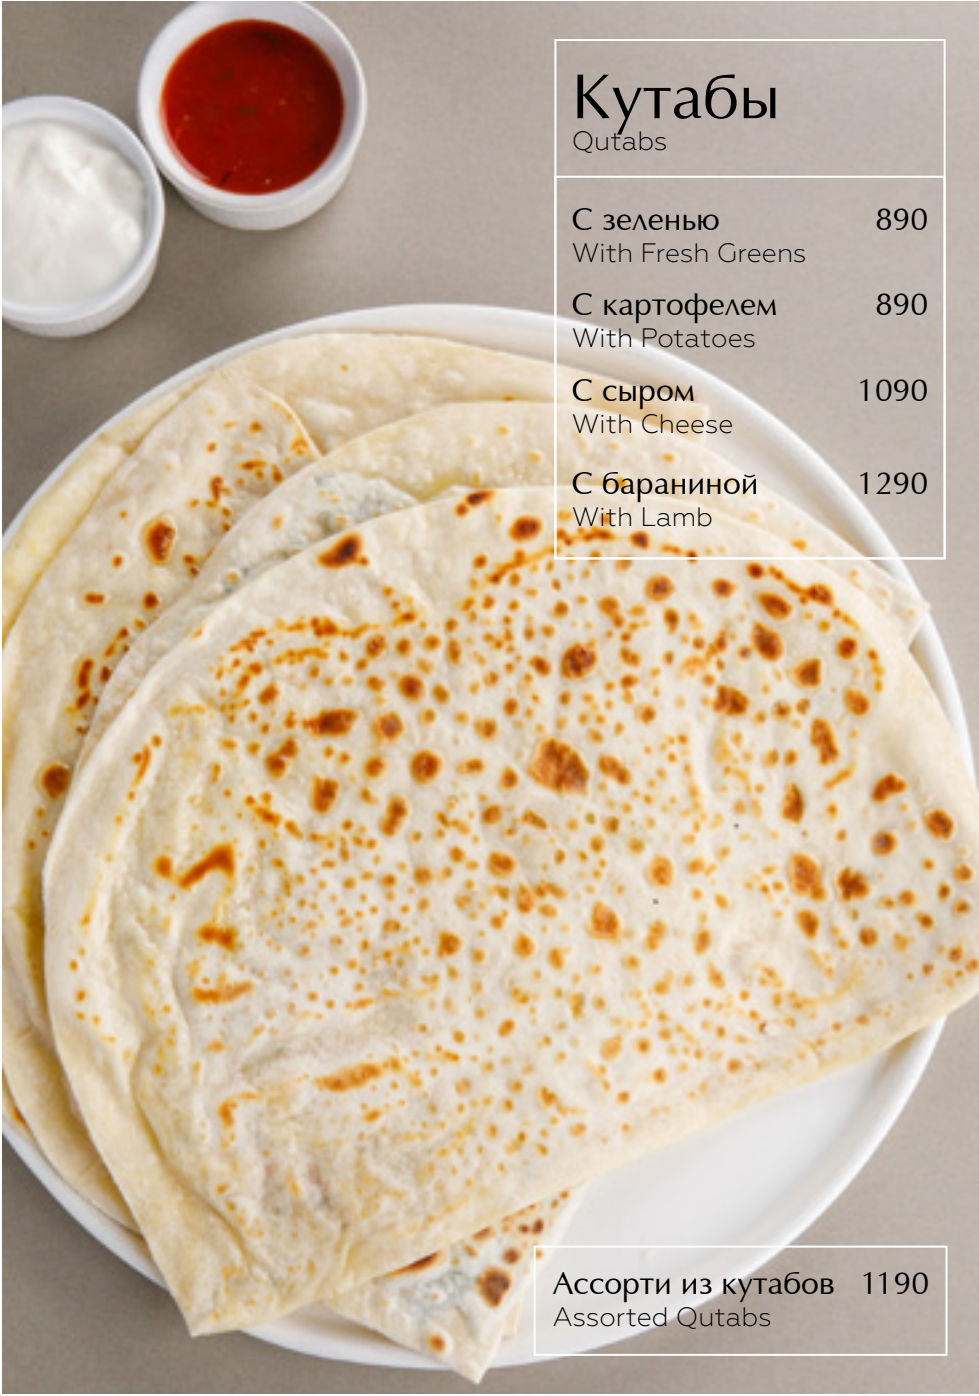 Кутабы
Qutabs
С зеленью 890
With Fresh Greens
С картофелем 890
With Potatoes
С сыром 1090
With Cheese
С бараниной 1290
With Lamb
Ассорти из кутабов 1190
Assorted Qutabs